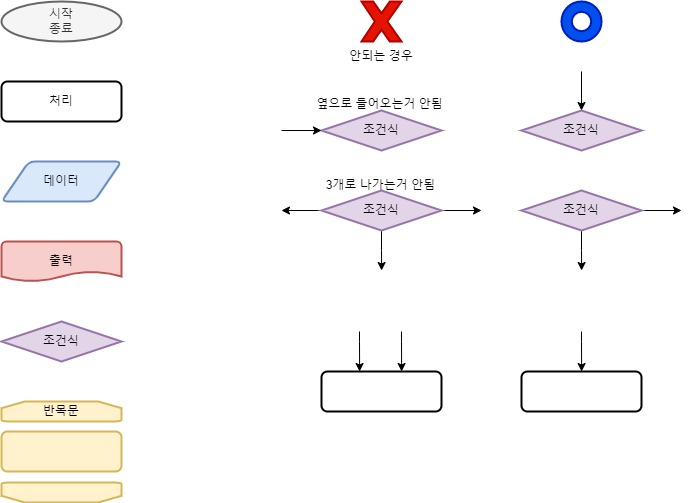 시작
종료
처리
데이터
출력
조건식
반목문
안되는 경우
옆으로 들어오는거 안됨
조건식
3개로 나가는거 안됨
조건식
조건식
조건식